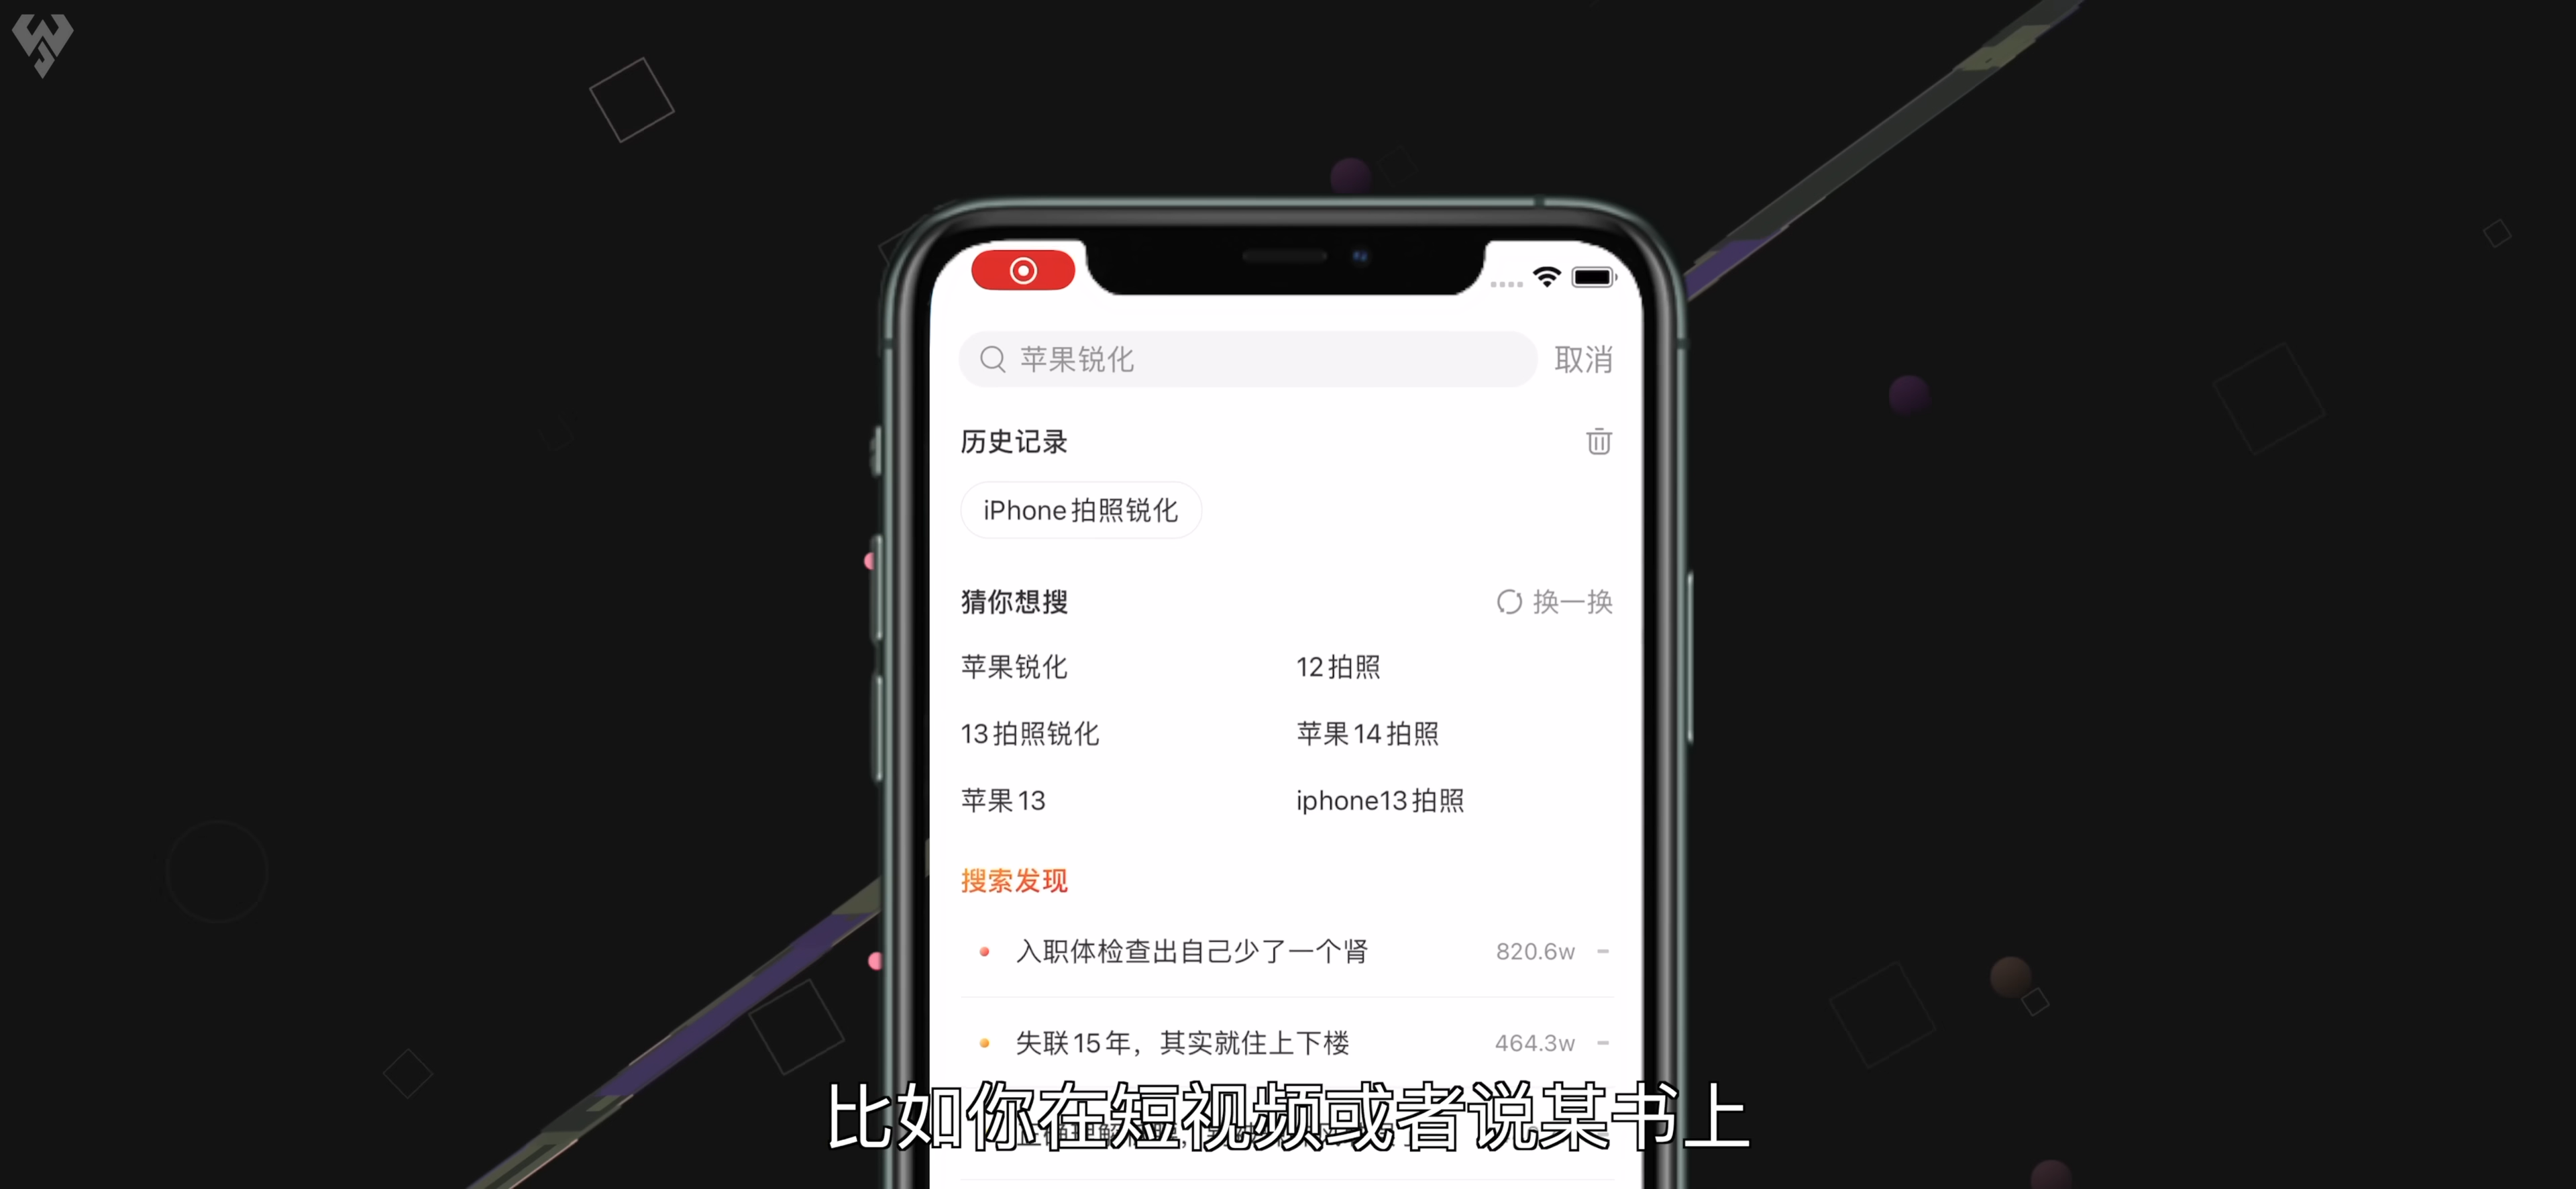 苹果锐化 取消
历史记录
iPhone拍照锐化
猜你想搜 换一换
苹果锐化 12拍照
13拍照锐化 苹果14拍照
苹果13 iphone13拍照
搜索发现
入职体检查出自己少了一个肾 820.6w
失联15年，其实就住上下楼 464.3w
比如你在短视频或者说某书上